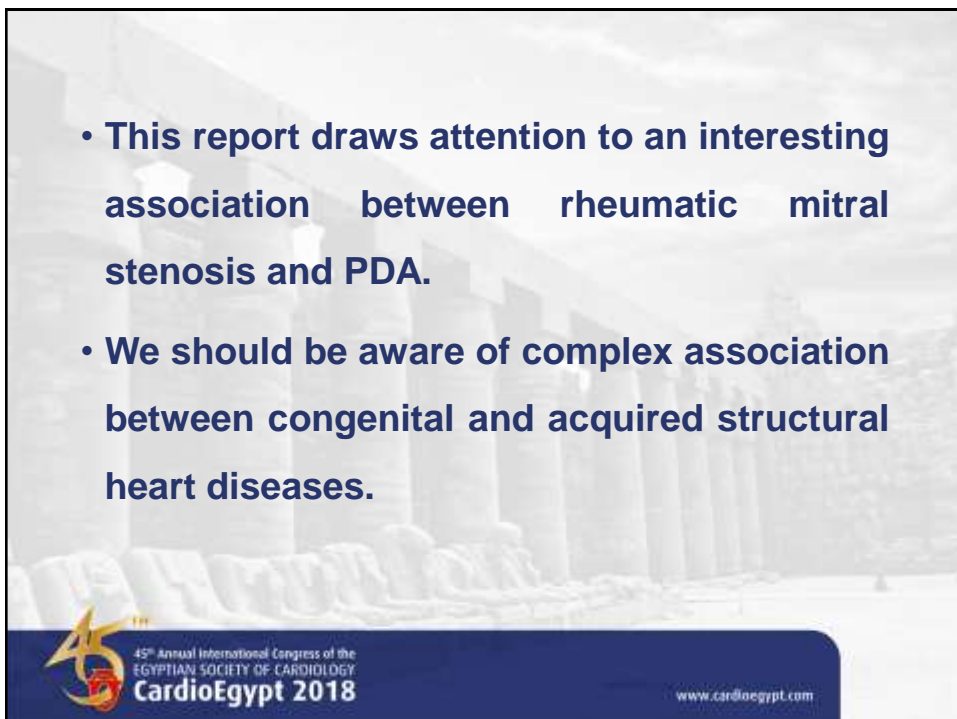 • This report draws attention to an interesting
association between rheumatic mitral
stenosis and PDA.
• We should be aware of complex association
between congenital and acquired structural
heart diseases.
45 TH
45th Annual International Congress of the
EGYPTIAN SOCIETY OF CARDIOLOGY
CardioEgypt 2018
www.cardioegypt.com